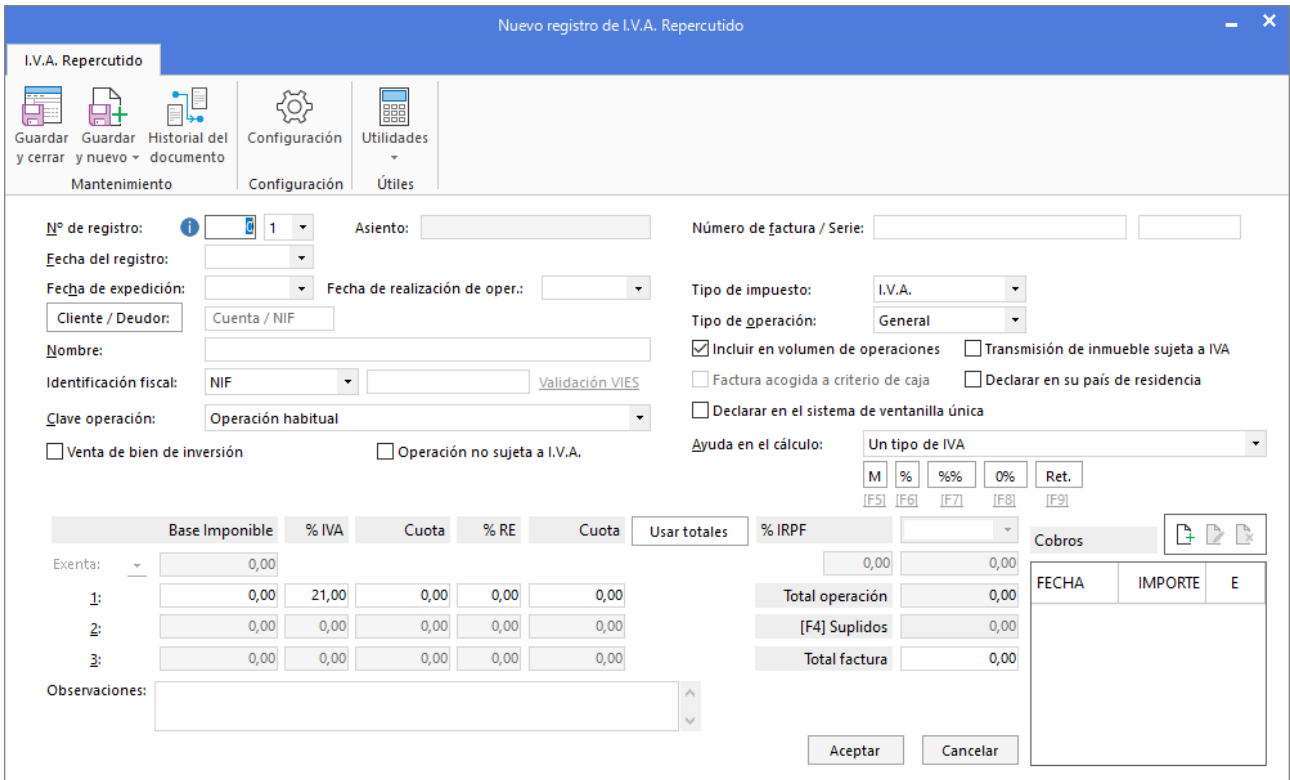 Nuevo registro de I.V.A. Repercutido
I.V.A. Repercutido
Guardar y cerrar
Guardar y nuevo
Historial del documento
Configuración
Utilidades
Mantenimiento
Configuración
Útiles
Nº de registro: 0 1 Asiento: Número de factura / Serie:
Fecha del registro:
Fecha de expedición: Fecha de realización de oper.: Tipo de impuesto: I.V.A.
Cliente / Deudor: Cuenta / NIF Tipo de operación: General
Nombre: Incluir en volumen de operaciones Transmisión de inmueble sujeta a IVA
Identificación fiscal: NIF Validación VIES Factura acogida a criterio de caja Declarar en su país de residencia
Clave operación: Operación habitual Declarar en el sistema de ventanilla única
Venta de bien de inversión Operación no sujeta a I.V.A. Ayuda en el cálculo: Un tipo de IVA
M % %% 0% Ret.
[F5] [F6] [F7] [F8] [F9]
Base Imponible % IVA Cuota % RE Cuota Usar totales % IRPF Cobros
Exenta: 0,00 0,00 0,00
FECHA IMPORTE E
1: 0,00 21,00 0,00 0,00 0,00 Total operación 0,00
2: 0,00 0,00 0,00 0,00 0,00 [F4] Suplidos 0,00
3: 0,00 0,00 0,00 0,00 0,00 Total factura 0,00
Observaciones:
Aceptar Cancelar